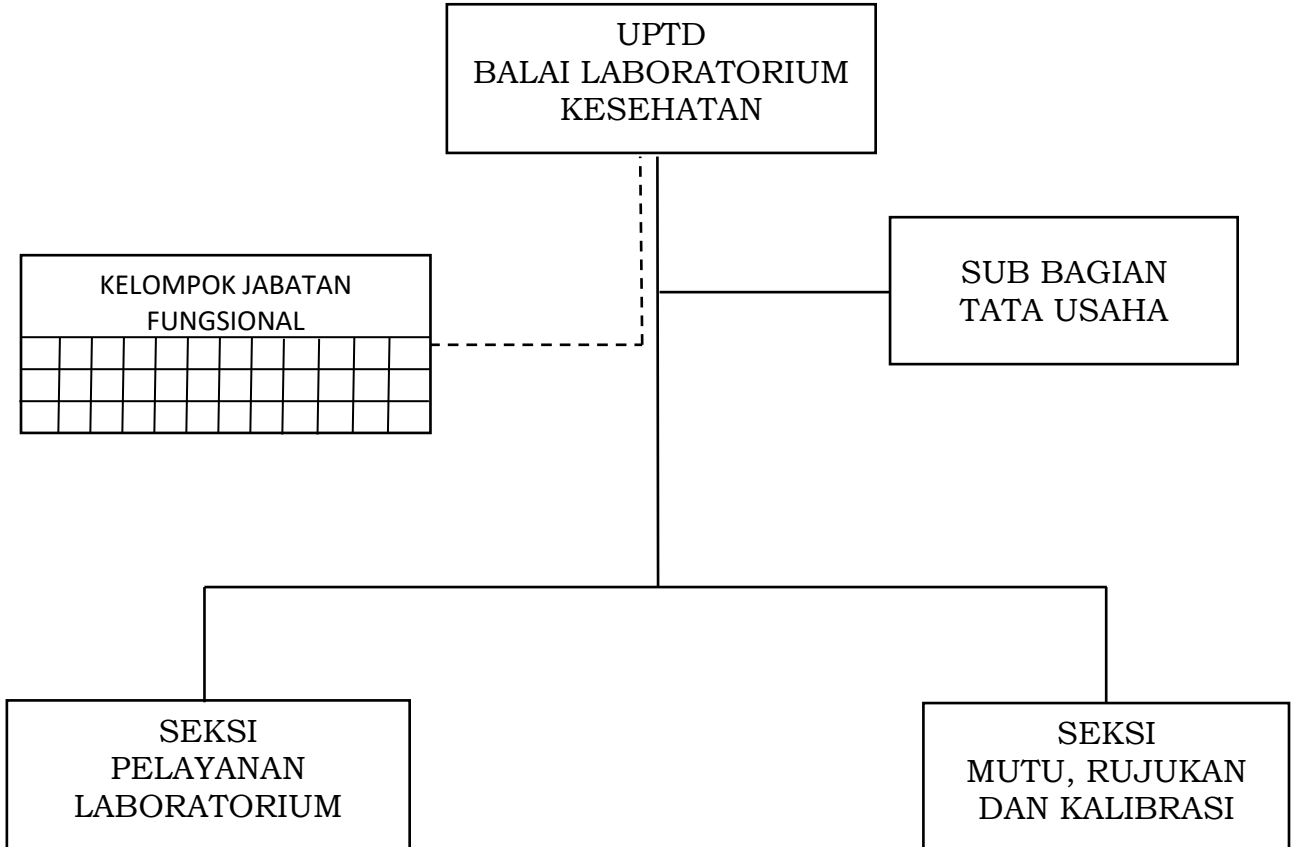 UPTD
BALAI LABORATORIUM
KESEHATAN
KELOMPOK JABATAN
FUNGSIONAL
SUB BAGIAN
TATA USAHA
SEKSI
PELAYANAN
LABORATORIUM
SEKSI
MUTU, RUJUKAN
DAN KALIBRASI